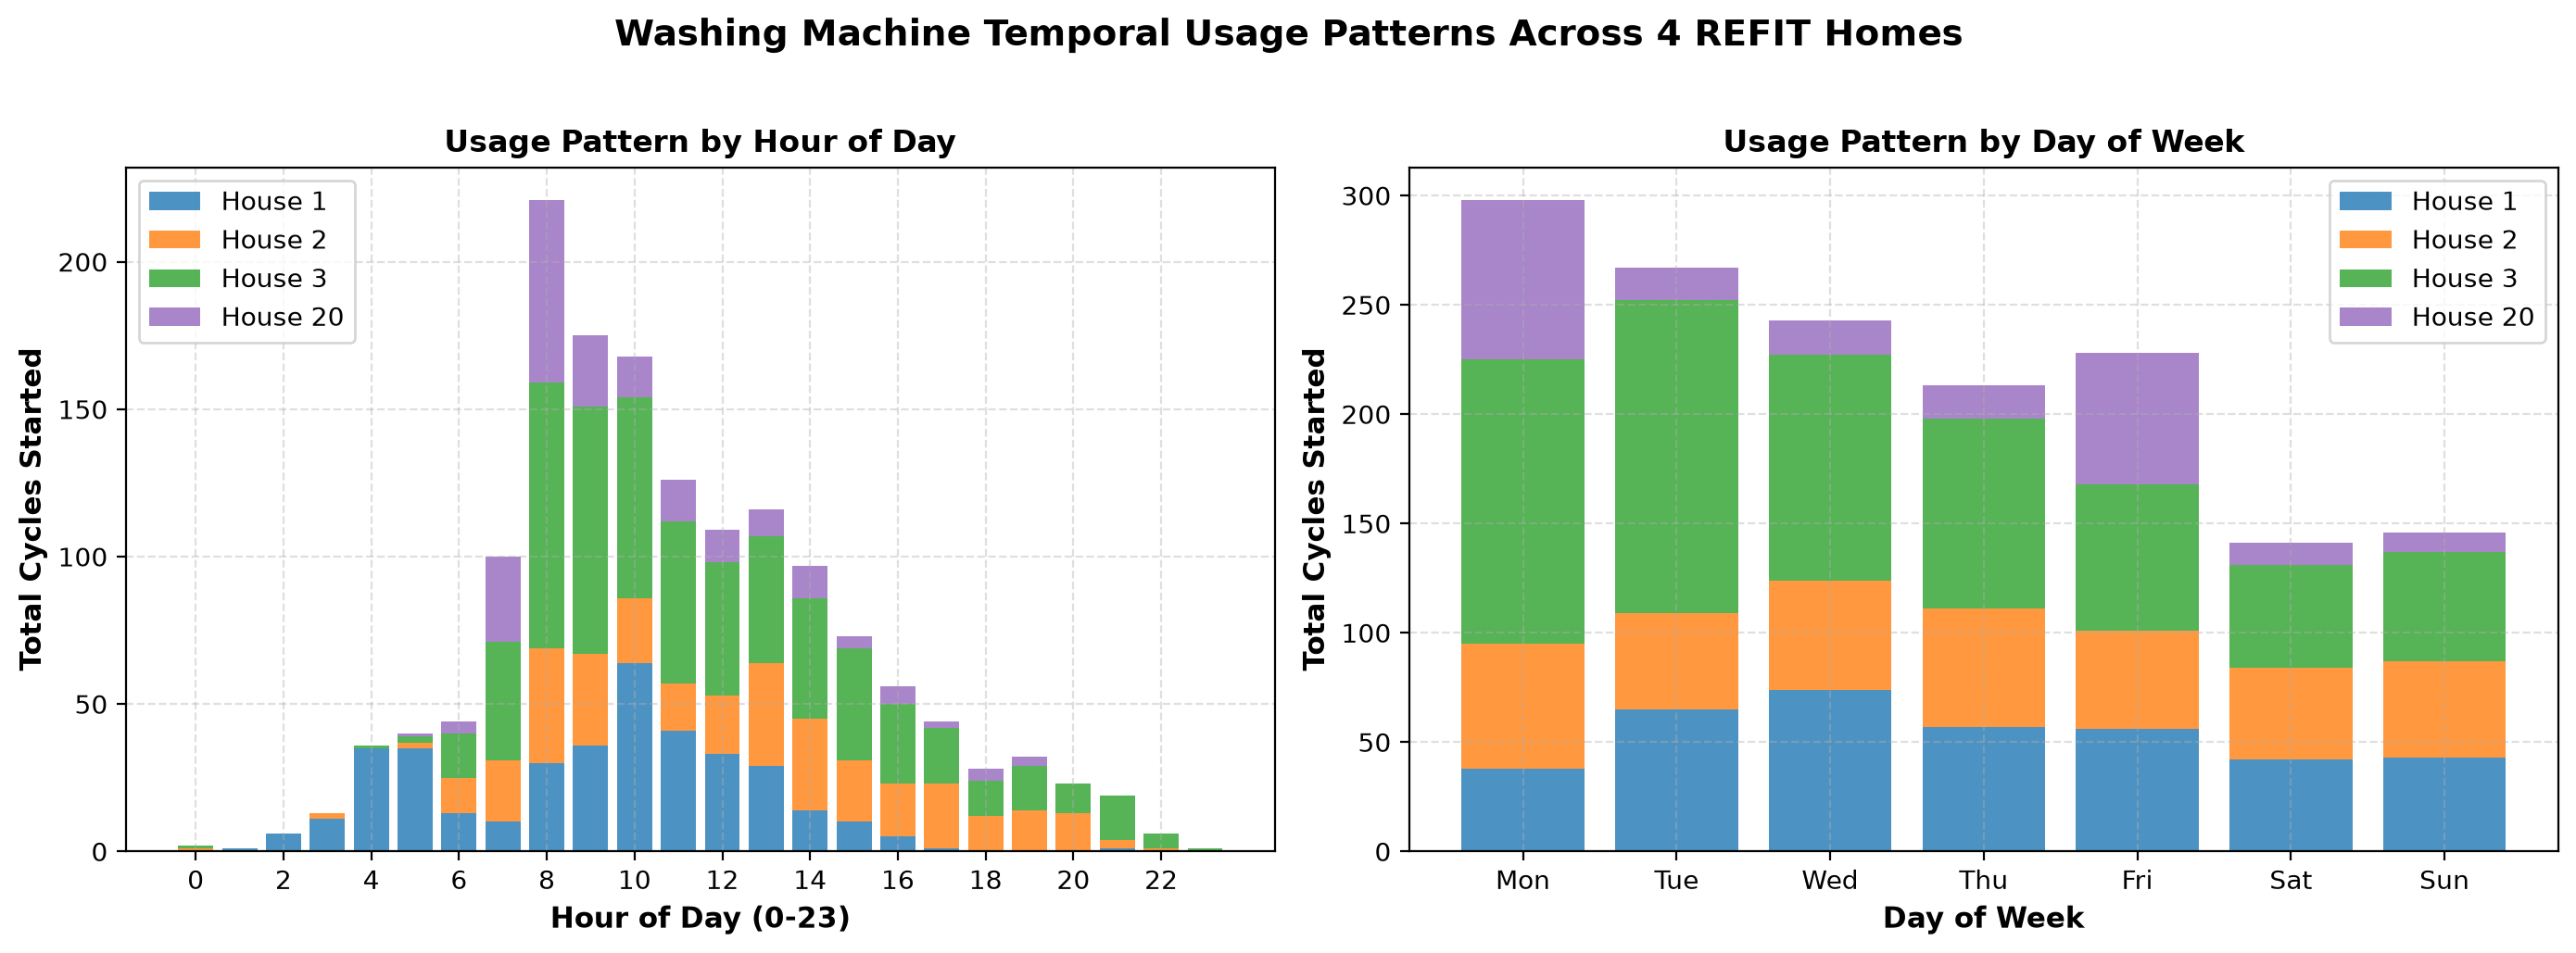 Washing Machine Temporal Usage Patterns Across 4 REFIT Homes
Usage Pattern by Hour of Day
Total Cycles Started
200
150
100
50
0
House 1
House 2
House 3
House 20
0 2 4 6 8 10 12 14 16 18 20 22
Hour of Day (0-23)
Usage Pattern by Day of Week
Total Cycles Started
300
250
200
150
100
50
0
House 1
House 2
House 3
House 20
Mon Tue Wed Thu Fri Sat Sun
Day of Week